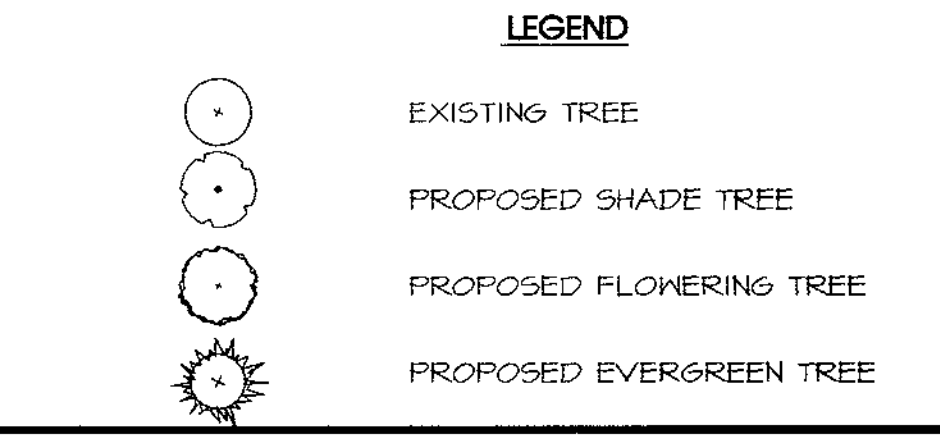 LEGEND
EXISTING TREE
PROPOSED SHADE TREE
PROPOSED FLOWERING TREE
PROPOSED EVERGREEN TREE